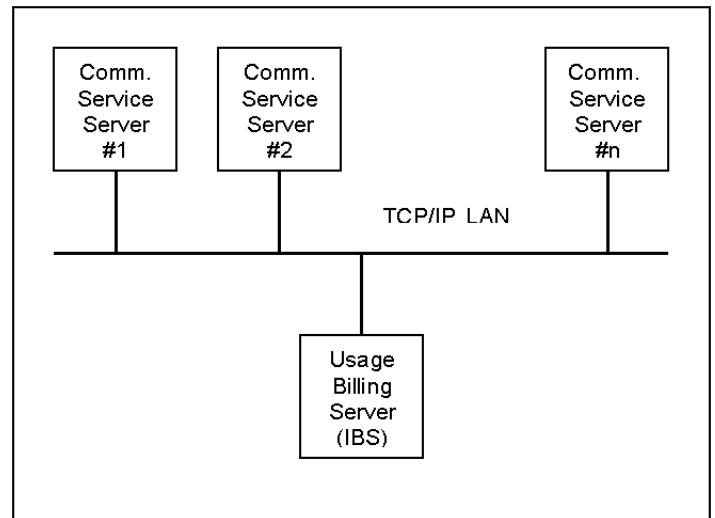 Comm.
Service
Server
#1
Comm.
Service
Server
#2
Comm.
Service
Server
#n
TCP/IP LAN
Usage
Billing
Server
(IBS)